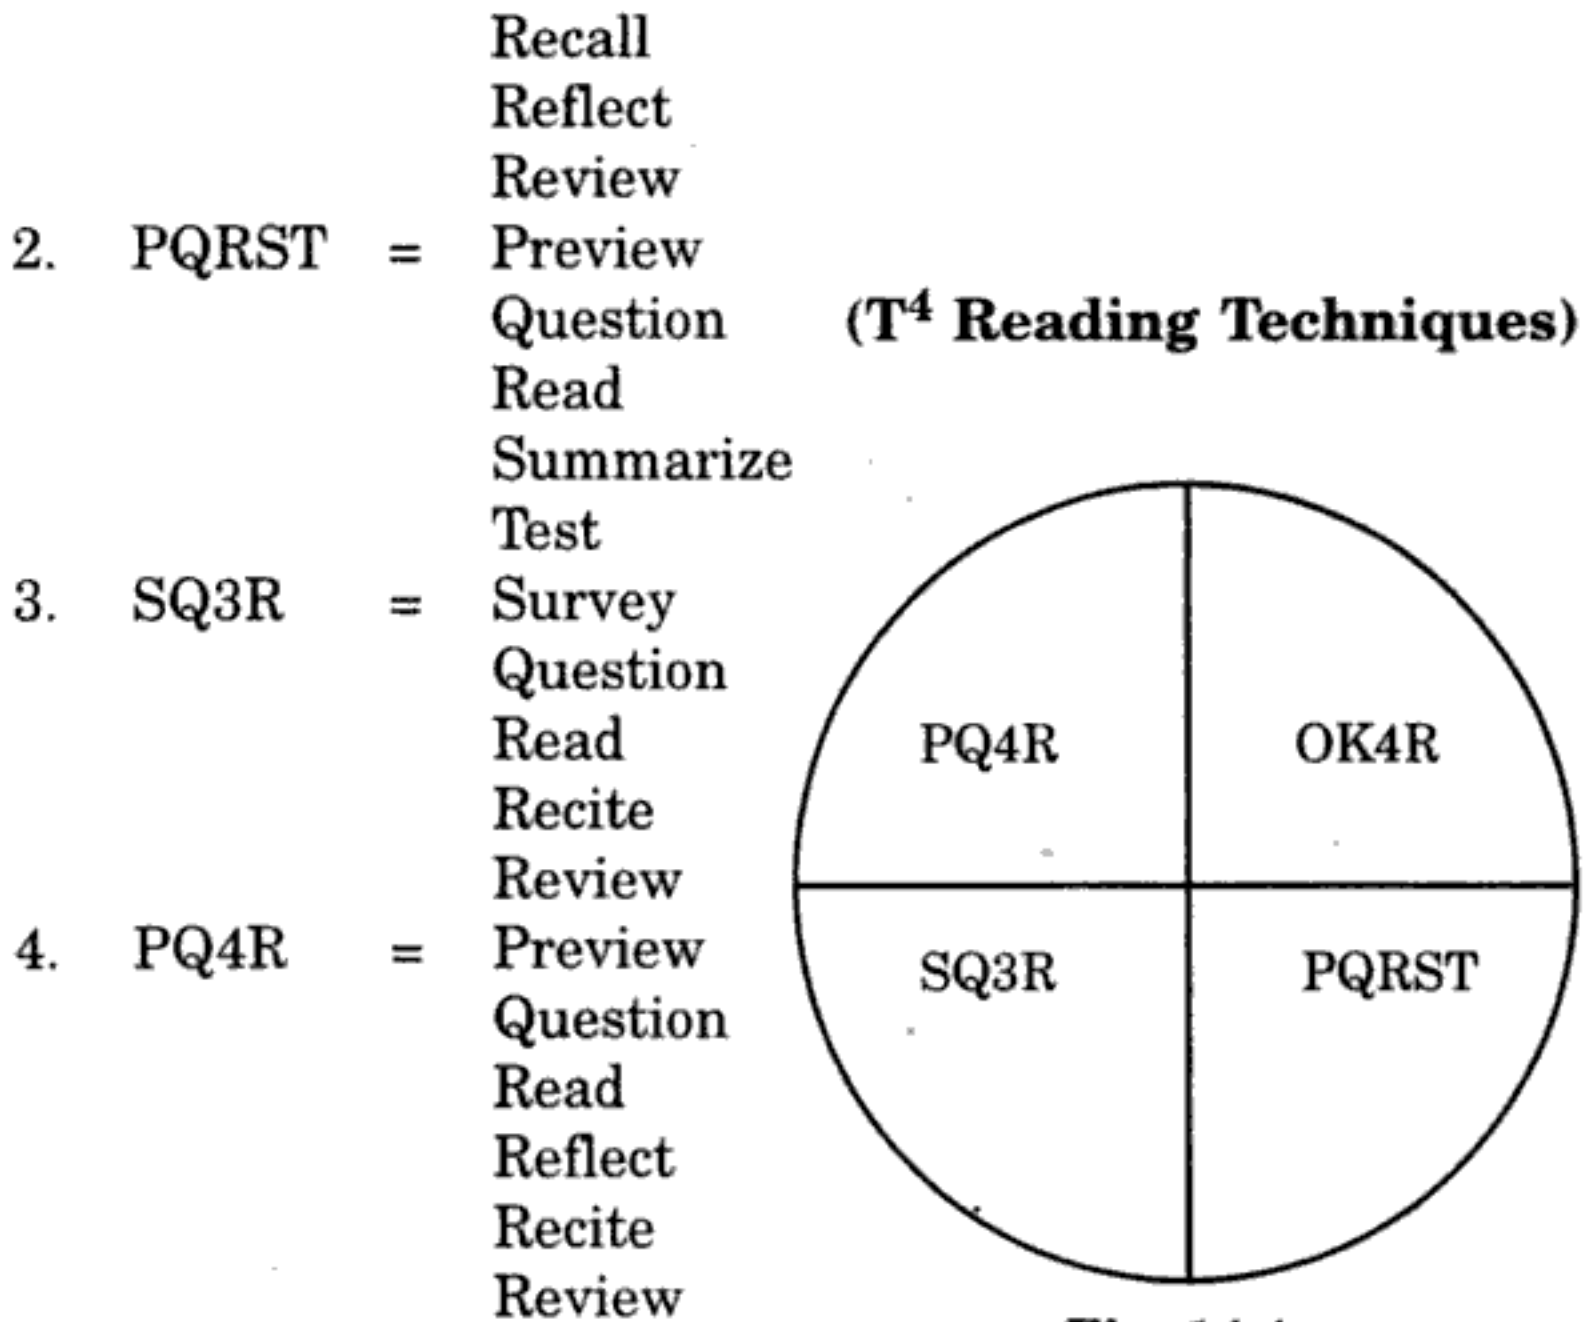 Recall
Reflect
Review
2. PQRST = Preview
Question
(T⁴ Reading Techniques)
Read
Summarize
Test
3. SQ3R = Survey
Question
Read
Recite
Review
4. PQ4R = Preview
Question
Read
Reflect
Recite
Review
PQ4R
OK4R
SQ3R
PQRST